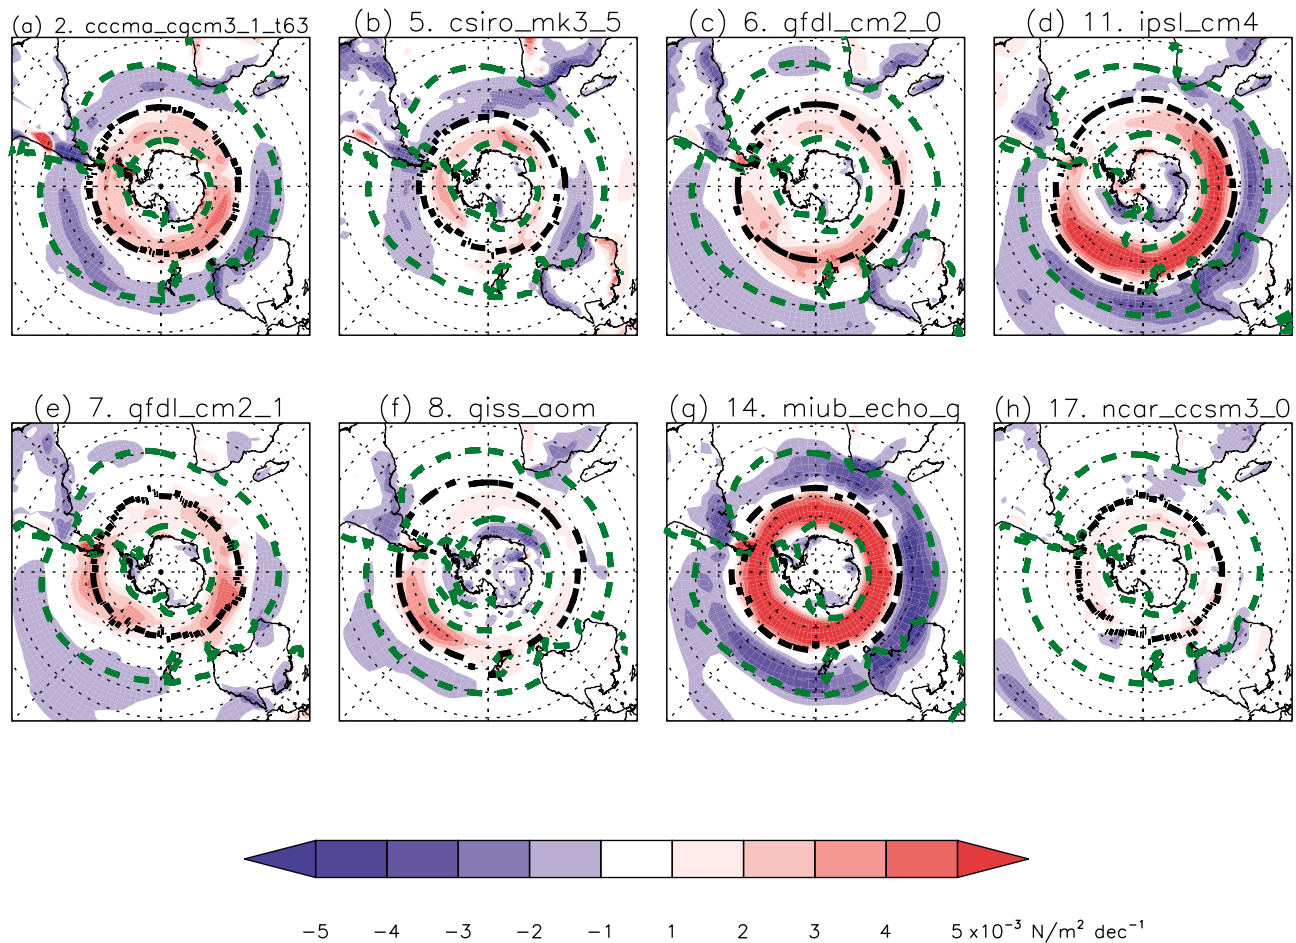 (a) 2. cccma_cgcm3_1_t63
(b) 5. csiro_mk3_5
(c) 6. gfdl_cm2_0
(d) 11. ipsl_cm4
(e) 7. gfdl_cm2_1
(f) 8. giss_aom
(g) 14. miub_echo_g
(h) 17. ncar_ccsm3_0
−5 −4 −3 −2 −1 1 2 3 4 5 x10⁻³ N/m² dec⁻¹